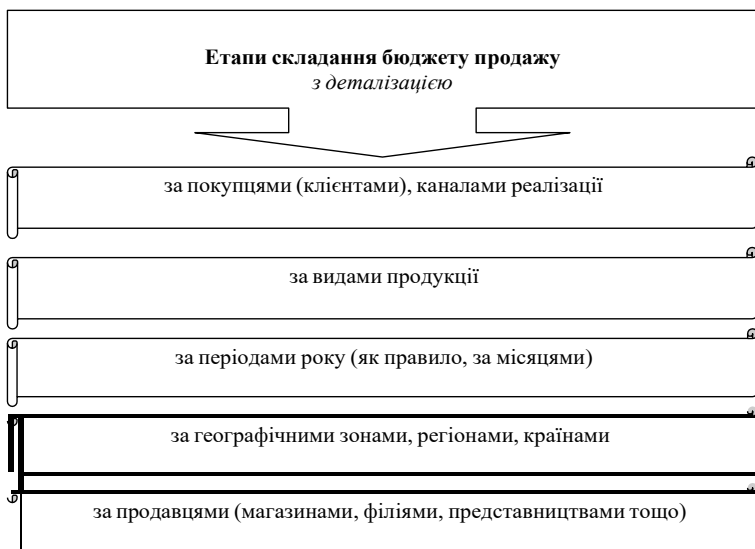 Етапи складання бюджету продажу
з деталізацією
за покупцями (клієнтами), каналами реалізації
за видами продукції
за періодами року (як правило, за місяцями)
за географічними зонами, регіонами, країнами
за продавцями (магазинами, філіями, представництвами тощо)